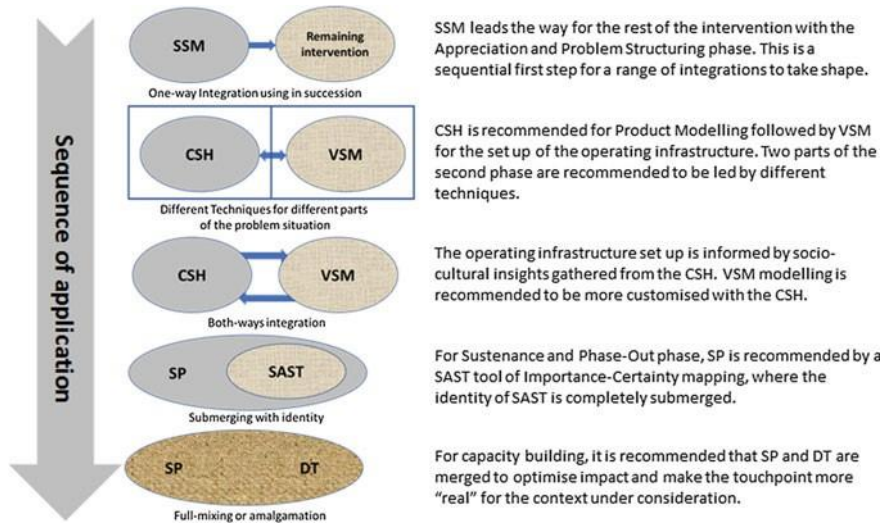 Sequence of application
SSM
Remaining
intervention
One-way Integration using in succession
SSM leads the way for the rest of the intervention with the
Appreciation and Problem Structuring phase. This is a
sequential first step for a range of integrations to take shape.
CSH
VSM
Different Techniques for different parts
of the problem situation
CSH is recommended for Product Modelling followed by VSM
for the set up of the operating infrastructure. Two parts of the
second phase are recommended to be led by different
techniques.
CSH
VSM
Both-ways integration
The operating infrastructure set up is informed by socio-
cultural insights gathered from the CSH. VSM modelling is
recommended to be more customised with the CSH.
SP
SAST
Submerging with identity
For Sustenance and Phase-Out phase, SP is recommended by a
SAST tool of Importance-Certainty mapping, where the
identity of SAST is completely submerged.
SP
DT
Full-mixing or amalgamation
For capacity building, it is recommended that SP and DT are
merged to optimise impact and make the touchpoint more
“real” for the context under consideration.